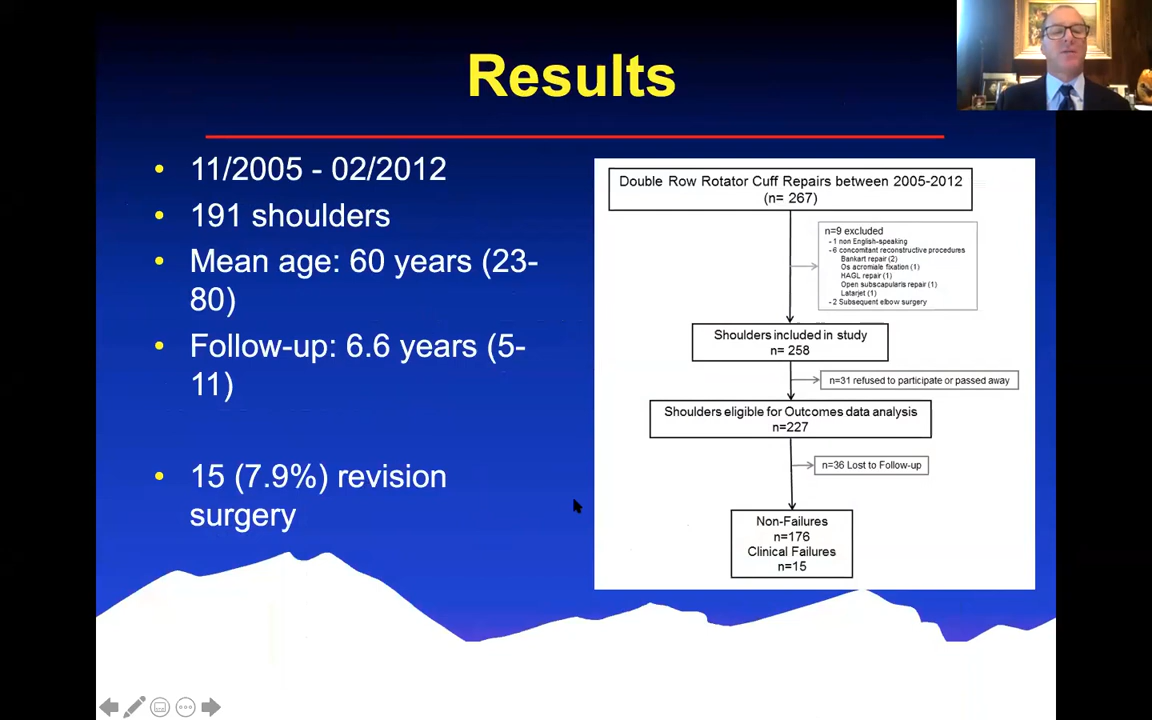 Results
• 11/2005 - 02/2012
• 191 shoulders
• Mean age: 60 years (23-
80)
• Follow-up: 6.6 years (5-
11)
• 15 (7.9%) revision
surgery
Double Row Rotator Cuff Repairs between 2005-2012
(n= 267)
n=9 excluded
- 1 non English-speaking
- 6 concomitant reconstructive procedures
Bankart repair (2)
Os acromiale fixation (1)
HAGL repair (1)
Open subscapularis repair (1)
Latarjet (1)
- 2 Subsequent elbow surgery
Shoulders included in study
n= 258
n=31 refused to participate or passed away
Shoulders eligible for Outcomes data analysis
n=227
n=36 Lost to Follow-up
Non-Failures
n=176
Clinical Failures
n=15